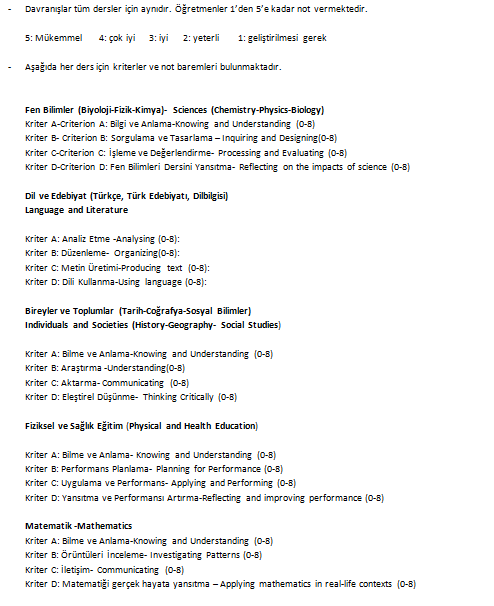 - Davranışlar tüm dersler için aynıdır. Öğretmenler 1'den 5'e kadar not vermektedir.
5: Mükemmel 4: çok iyi 3: iyi 2: yeterli 1: geliştirilmesi gerek
- Aşağıda her ders için kriterler ve not baremleri bulunmaktadır.
Fen Bilimler (Biyoloji-Fizik-Kimya)- Sciences (Chemistry-Physics-Biology)
Kriter A-Criterion A: Bilgi ve Anlama-Knowing and Understanding (0-8)
Kriter B- Criterion B: Sorgulama ve Tasarlama – Inquiring and Designing(0-8)
Kriter C-Criterion C: İşleme ve Değerlendirme- Processing and Evaluating (0-8)
Kriter D-Criterion D: Fen Bilimleri Dersini Yansıtma- Reflecting on the impacts of science (0-8)
Dil ve Edebiyat (Türkçe, Türk Edebiyatı, Dilbilgisi)
Language and Literature
Kriter A: Analiz Etme -Analysing (0-8):
Kriter B: Düzenleme- Organizing(0-8):
Kriter C: Metin Üretimi-Producing text (0-8):
Kriter D: Dili Kullanma-Using language (0-8):
Bireyler ve Toplumlar (Tarih-Coğrafya-Sosyal Bilimler)
Individuals and Societies (History-Geography- Social Studies)
Kriter A: Bilme ve Anlama-Knowing and Understanding (0-8)
Kriter B: Araştırma -Understanding(0-8)
Kriter C: Aktarma- Communicating (0-8)
Kriter D: Eleştirel Düşünme- Thinking Critically (0-8)
Fiziksel ve Sağlık Eğitim (Physical and Health Education)
Kriter A: Bilme ve Anlama- Knowing and Understanding (0-8)
Kriter B: Performans Planlama- Planning for Performance (0-8)
Kriter C: Uygulama ve Performans- Applying and Performing (0-8)
Kriter D: Yansıtma ve Performansı Artırma-Reflecting and improving performance (0-8)
Matematik -Mathematics
Kriter A: Bilme ve Anlama-Knowing and Understanding (0-8)
Kriter B: Örüntüleri İnceleme- Investigating Patterns (0-8)
Kriter C: İletişim- Communicating (0-8)
Kriter D: Matematiği gerçek hayata yansıtma – Applying mathematics in real-life contexts (0-8)